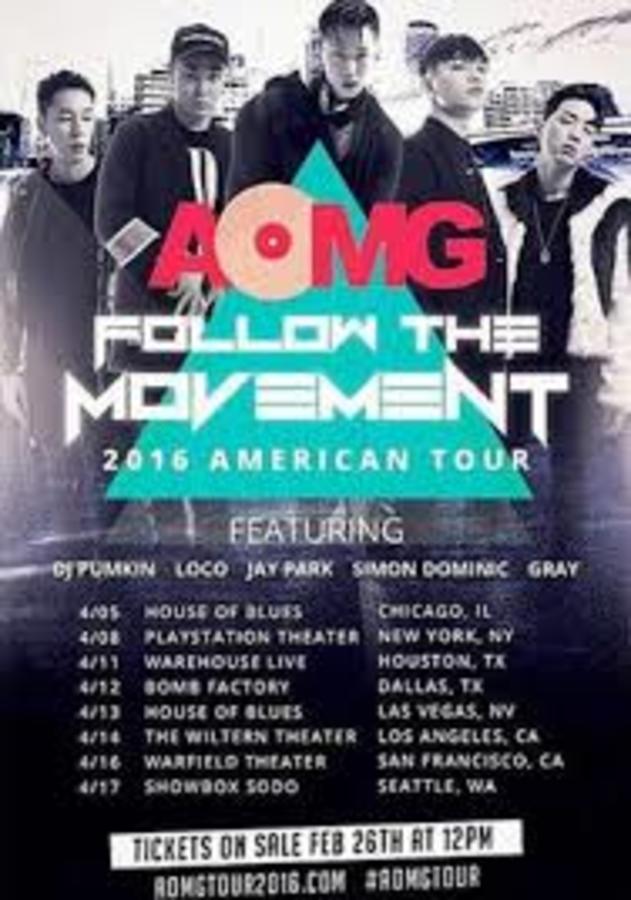 AOMG
FOLLOW THE
MOVEMENT
2016 AMERICAN TOUR
FEATURING
DJ PUMKIN LOCO JAY PARK SIMON DOMINIC GRAY
4/05 HOUSE OF BLUES CHICAGO, IL
4/08 PLAYSTATION THEATER NEW YORK, NY
4/11 WAREHOUSE LIVE HOUSTON, TX
4/12 BOMB FACTORY DALLAS, TX
4/13 HOUSE OF BLUES LAS VEGAS, NV
4/14 THE WILTERN THEATER LOS ANGELES, CA
4/16 WARFIELD THEATER SAN FRANCISCO, CA
4/17 SHOWBOX SODO SEATTLE, WA
TICKETS ON SALE FEB 26TH AT 12PM
AOMGTOUR2016.COM #AOMGTOUR